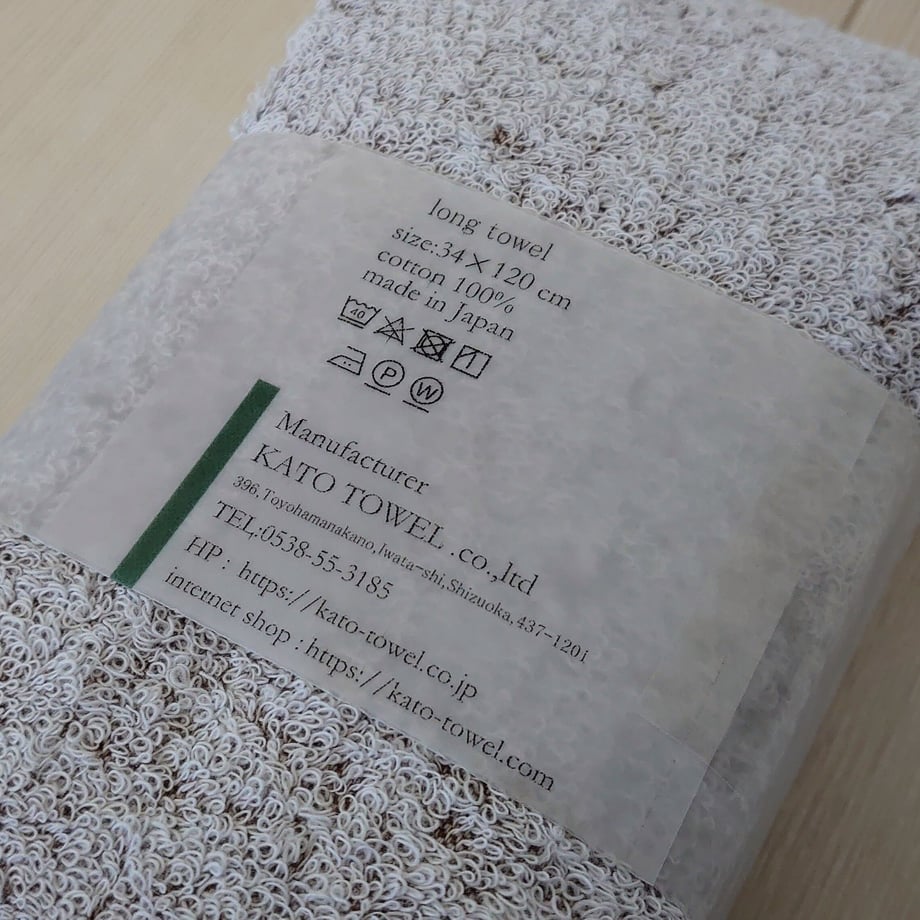 long towel
size:34×120 cm
cotton 100%
made in Japan
40
P W
Manufacturer
KATO TOWEL .co.,ltd
396,Toyohamanakano,Iwata-shi,Shizuoka,437-1201
TEL:0538-55-3185
HP : https://kato-towel.co.jp
internet shop : https://kato-towel.com